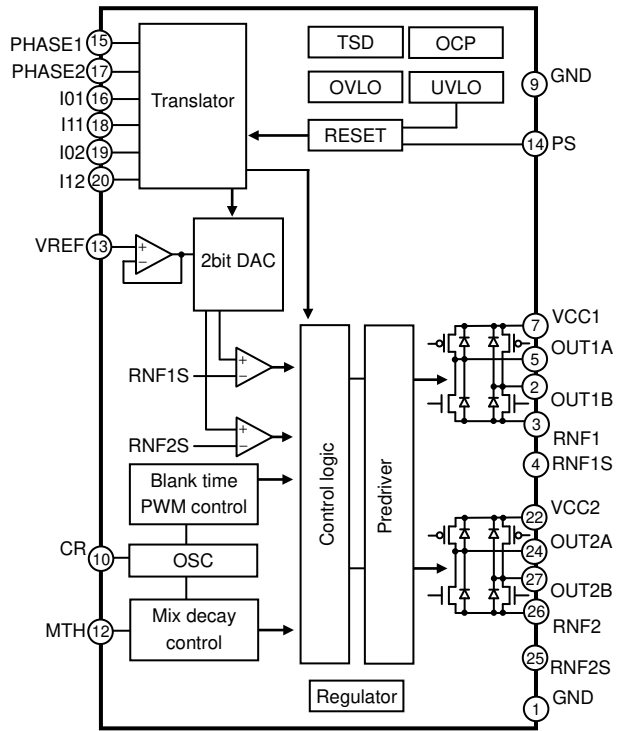 PHASE1 15
PHASE2 17
I01 16
I11 18
I02 19
I12 20
Translator
TSD
OCP
OVLO
UVLO
RESET
9 GND
14 PS
VREF 13
+
−
2bit DAC
RNF1S
+
−
RNF2S
+
−
Blank time
PWM control
CR 10
OSC
MTH 12
Mix decay
control
Control logic
Predriver
Regulator
7 VCC1
5 OUT1A
2 OUT1B
3 RNF1
4 RNF1S
22 VCC2
24 OUT2A
27 OUT2B
26 RNF2
25 RNF2S
1 GND